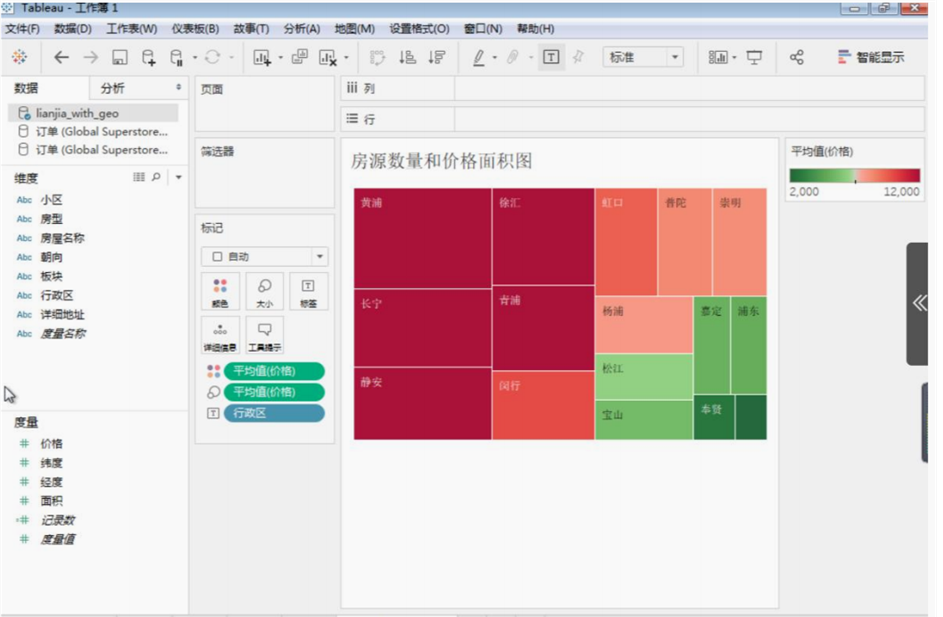 Tableau - 工作簿 1
文件(F) 数据(D) 工作表(W) 仪表板(B) 故事(T) 分析(A) 地图(M) 设置格式(O) 窗口(N) 帮助(H)
标准
智能显示
数据 分析
lianjia_with_geo
订单 (Global Superstore...
订单 (Global Superstore...
维度
Abc 小区
Abc 房型
Abc 房屋名称
Abc 朝向
Abc 板块
Abc 行政区
Abc 详细地址
Abc 度量名称
度量
# 价格
# 纬度
# 经度
# 面积
=# 记录数
# 度量值
页面
筛选器
标记
自动
颜色 大小 T 标签
详细信息 工具提示
平均值(价格)
平均值(价格)
T 行政区
iii 列
行
房源数量和价格面积图
黄浦 徐汇 虹口 普陀 崇明
长宁 青浦 杨浦 嘉定 浦东
松江
静安 闵行
宝山 奉贤
平均值(价格)
2,000 12,000